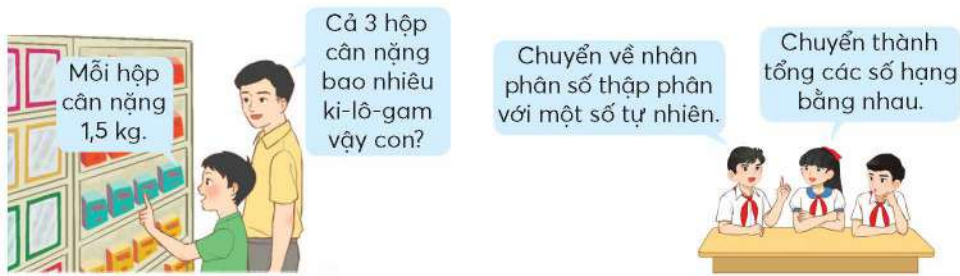 Mỗi hộp
cân nặng
1,5 kg.
Cả 3 hộp
cân nặng
bao nhiêu
ki-lô-gam
vậy con?
Chuyển về nhân
phân số thập phân
với một số tự nhiên.
Chuyển thành
tổng các số hạng
bằng nhau.